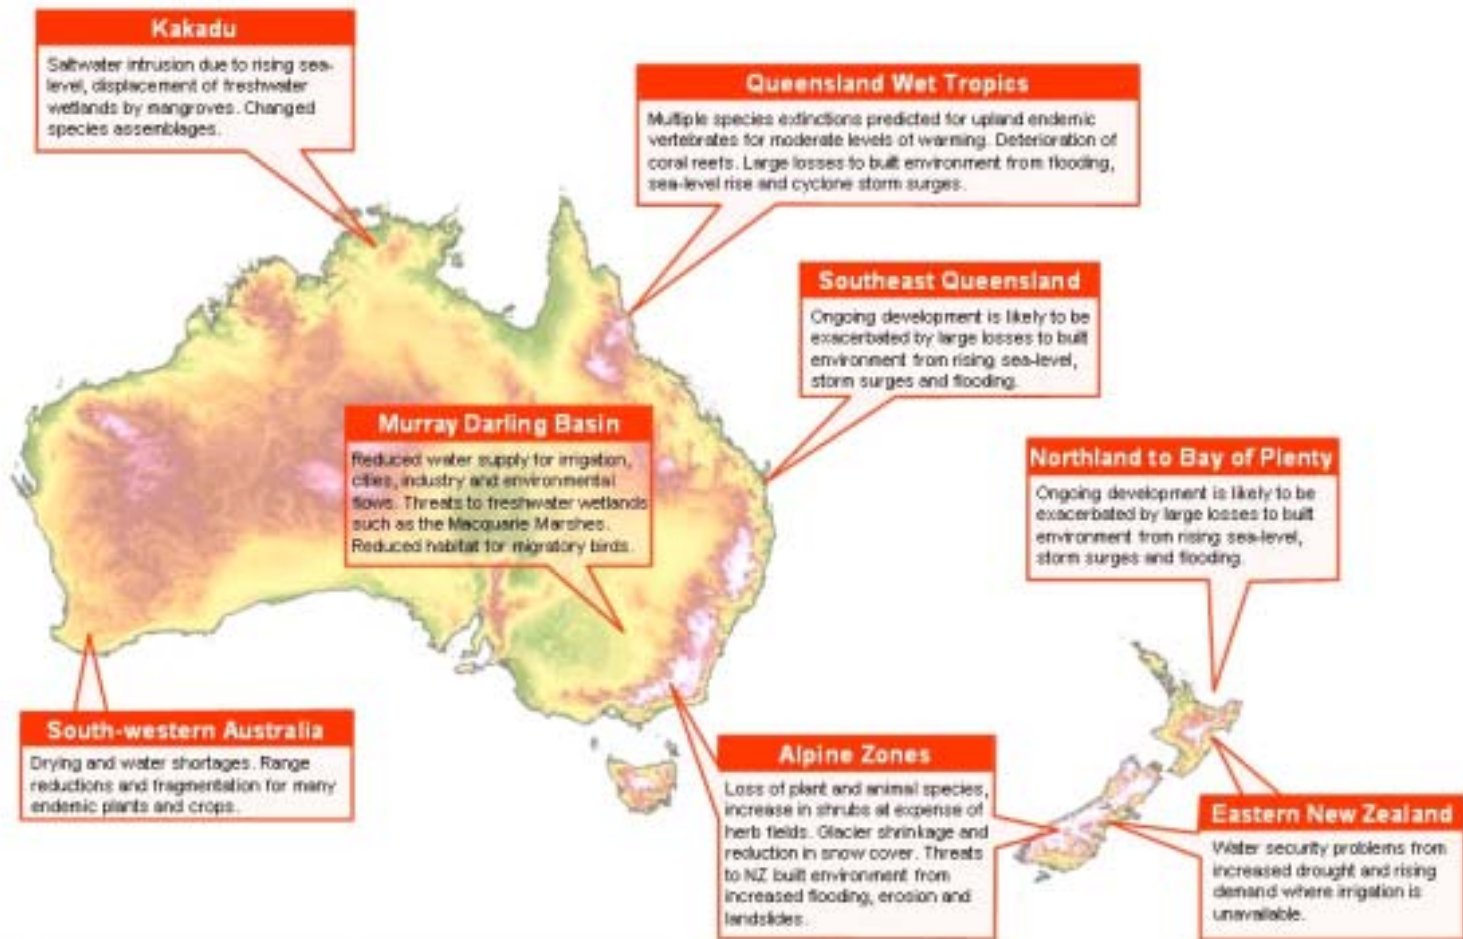 Kakadu
Saltwater intrusion due to rising sea-
level, displacement of freshwater
wetlands by mangroves. Changed
species assemblages.
Queensland Wet Tropics
Multiple species extinctions predicted for upland endemic
vertebrates for moderate levels of warming. Deterioration of
coral reefs. Large losses to built environment from flooding,
sea-level rise and cyclone storm surges.
Southeast Queensland
Ongoing development is likely to be
exacerbated by large losses to built
environment from rising sea-level,
storm surges and flooding.
Murray Darling Basin
Reduced water supply for irrigation,
cities, industry and environmental
flows. Threats to freshwater wetlands
such as the Macquarie Marshes.
Reduced habitat for migratory birds.
Northland to Bay of Plenty
Ongoing development is likely to be
exacerbated by large losses to built
environment from rising sea-level,
storm surges and flooding.
South-western Australia
Drying and water shortages. Range
reductions and fragmentation for many
endemic plants and crops.
Alpine Zones
Loss of plant and animal species,
increase in shrubs at expense of
herb fields. Glacier shrinkage and
reduction in snow cover. Threats
to NZ built environment from
increased flooding, erosion and
landslides.
Eastern New Zealand
Water security problems from
increased drought and rising
demand where irrigation is
unavailable.